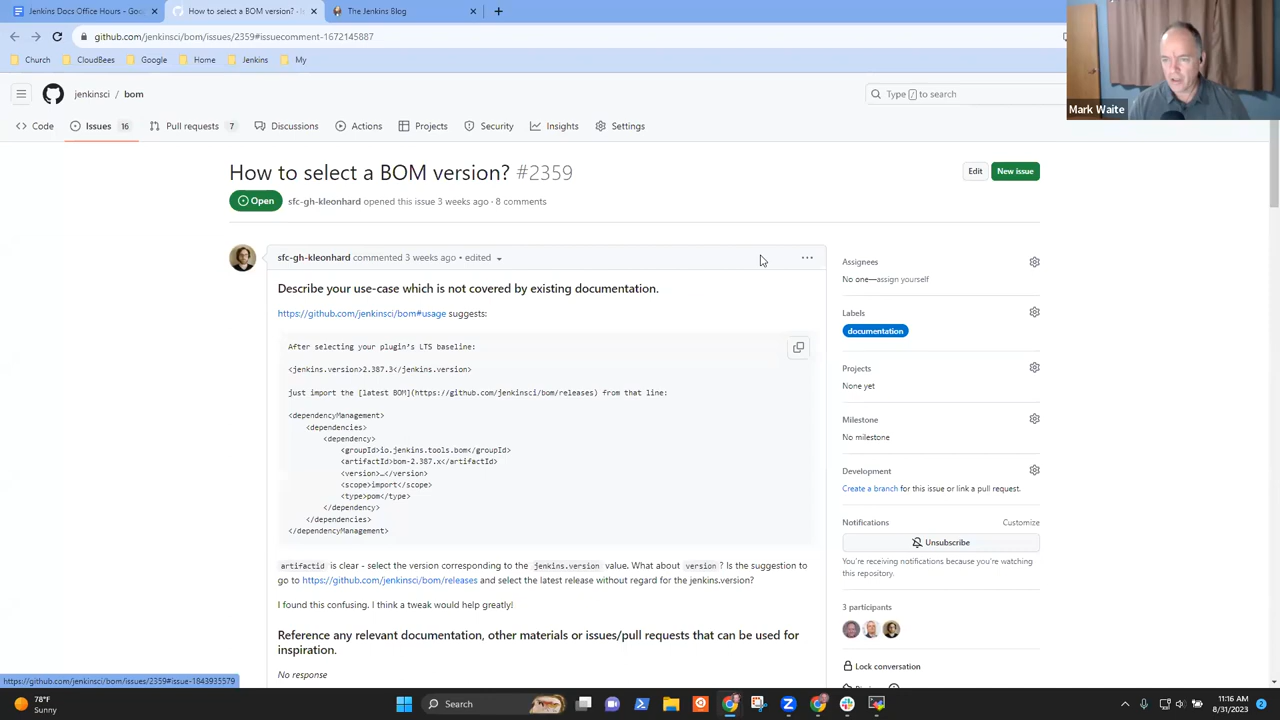 Jenkins Docs Office Hours - Goo
How to select a BOM version? · Is
The Jenkins Blog
github.com/jenkinsci/bom/issues/2359#issuecomment-1672145887
Church
CloudBees
Google
Home
Jenkins
My
Mark Waite
jenkinsci / bom
Type / to search
Code
Issues 16
Pull requests 7
Discussions
Actions
Projects
Security
Insights
Settings
How to select a BOM version? #2359
Edit
New issue
Open
sfc-gh-kleonhard opened this issue 3 weeks ago · 8 comments
sfc-gh-kleonhard commented 3 weeks ago • edited
Describe your use-case which is not covered by existing documentation.
https://github.com/jenkinsci/bom#usage suggests:
After selecting your plugin's LTS baseline:
<jenkins.version>2.387.3</jenkins.version>
just import the [latest BOM](https://github.com/jenkinsci/bom/releases) from that line:
<dependencyManagement>
<dependencies>
<dependency>
<groupId>io.jenkins.tools.bom</groupId>
<artifactId>bom-2.387.x</artifactId>
<version>…</version>
<scope>import</scope>
<type>pom</type>
</dependency>
</dependencies>
</dependencyManagement>
artifactid is clear - select the version corresponding to the jenkins.version value. What about version ? Is the suggestion to
go to https://github.com/jenkinsci/bom/releases and select the latest release without regard for the jenkins.version?
I found this confusing. I think a tweak would help greatly!
Reference any relevant documentation, other materials or issues/pull requests that can be used for
inspiration.
No response
Assignees
No one—assign yourself
Labels
documentation
Projects
None yet
Milestone
No milestone
Development
Create a branch for this issue or link a pull request.
Notifications
Customize
Unsubscribe
You're receiving notifications because you're watching
this repository.
3 participants
Lock conversation
https://github.com/jenkinsci/bom/issues/2359#issue-1843935579
78°F
Sunny
Search
11:16 AM
8/31/2023
2